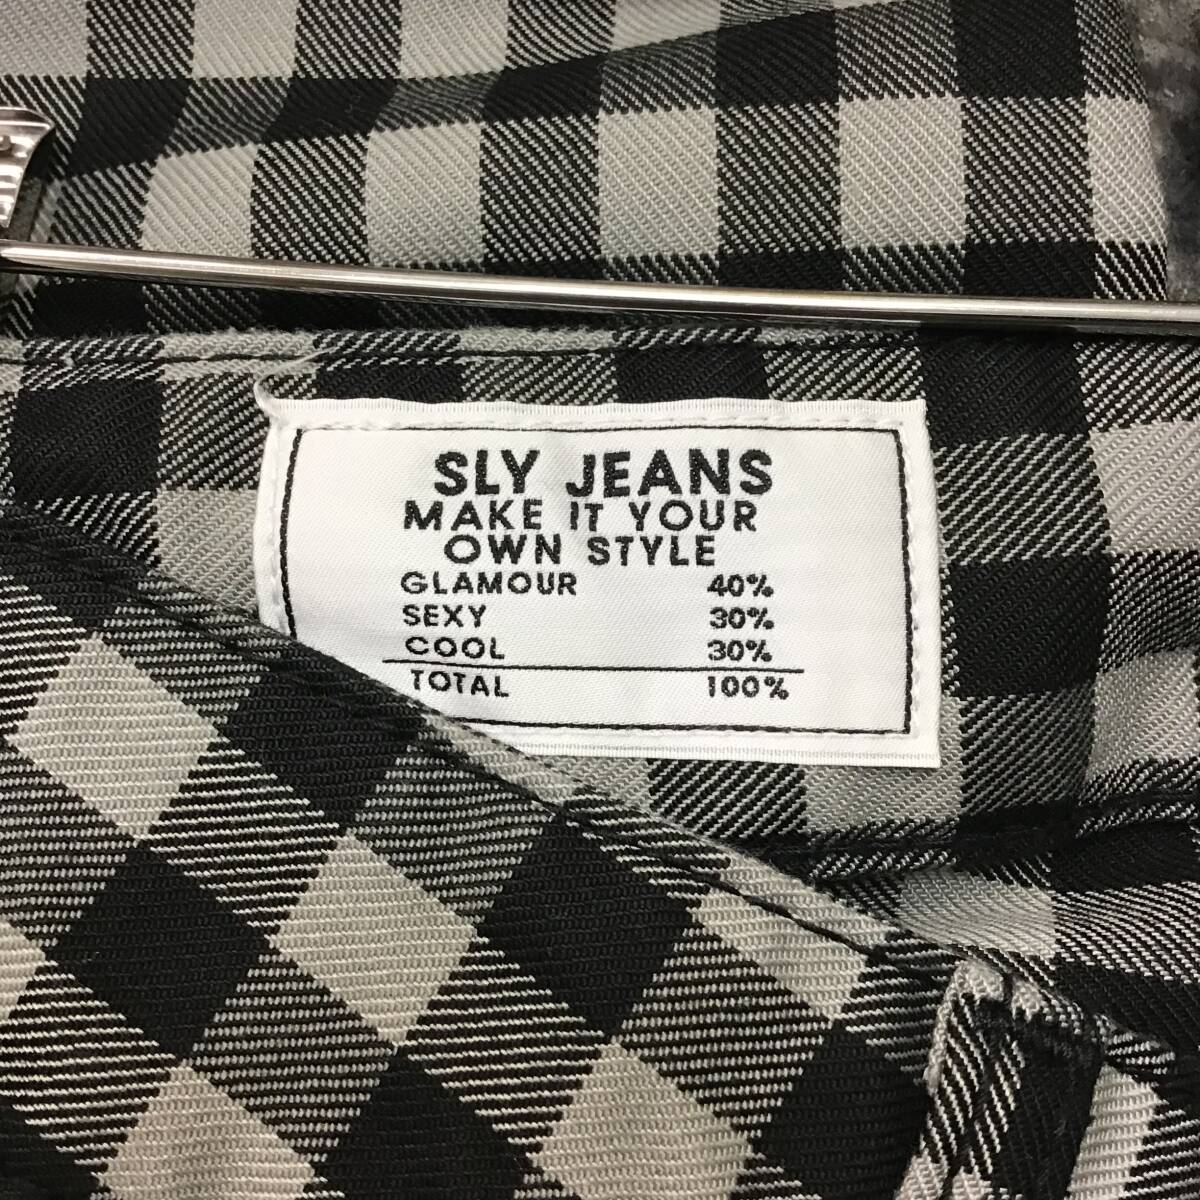 SLY JEANS
MAKE IT YOUR
OWN STYLE
GLAMOUR 40%
SEXY 30%
COOL 30%
TOTAL 100%